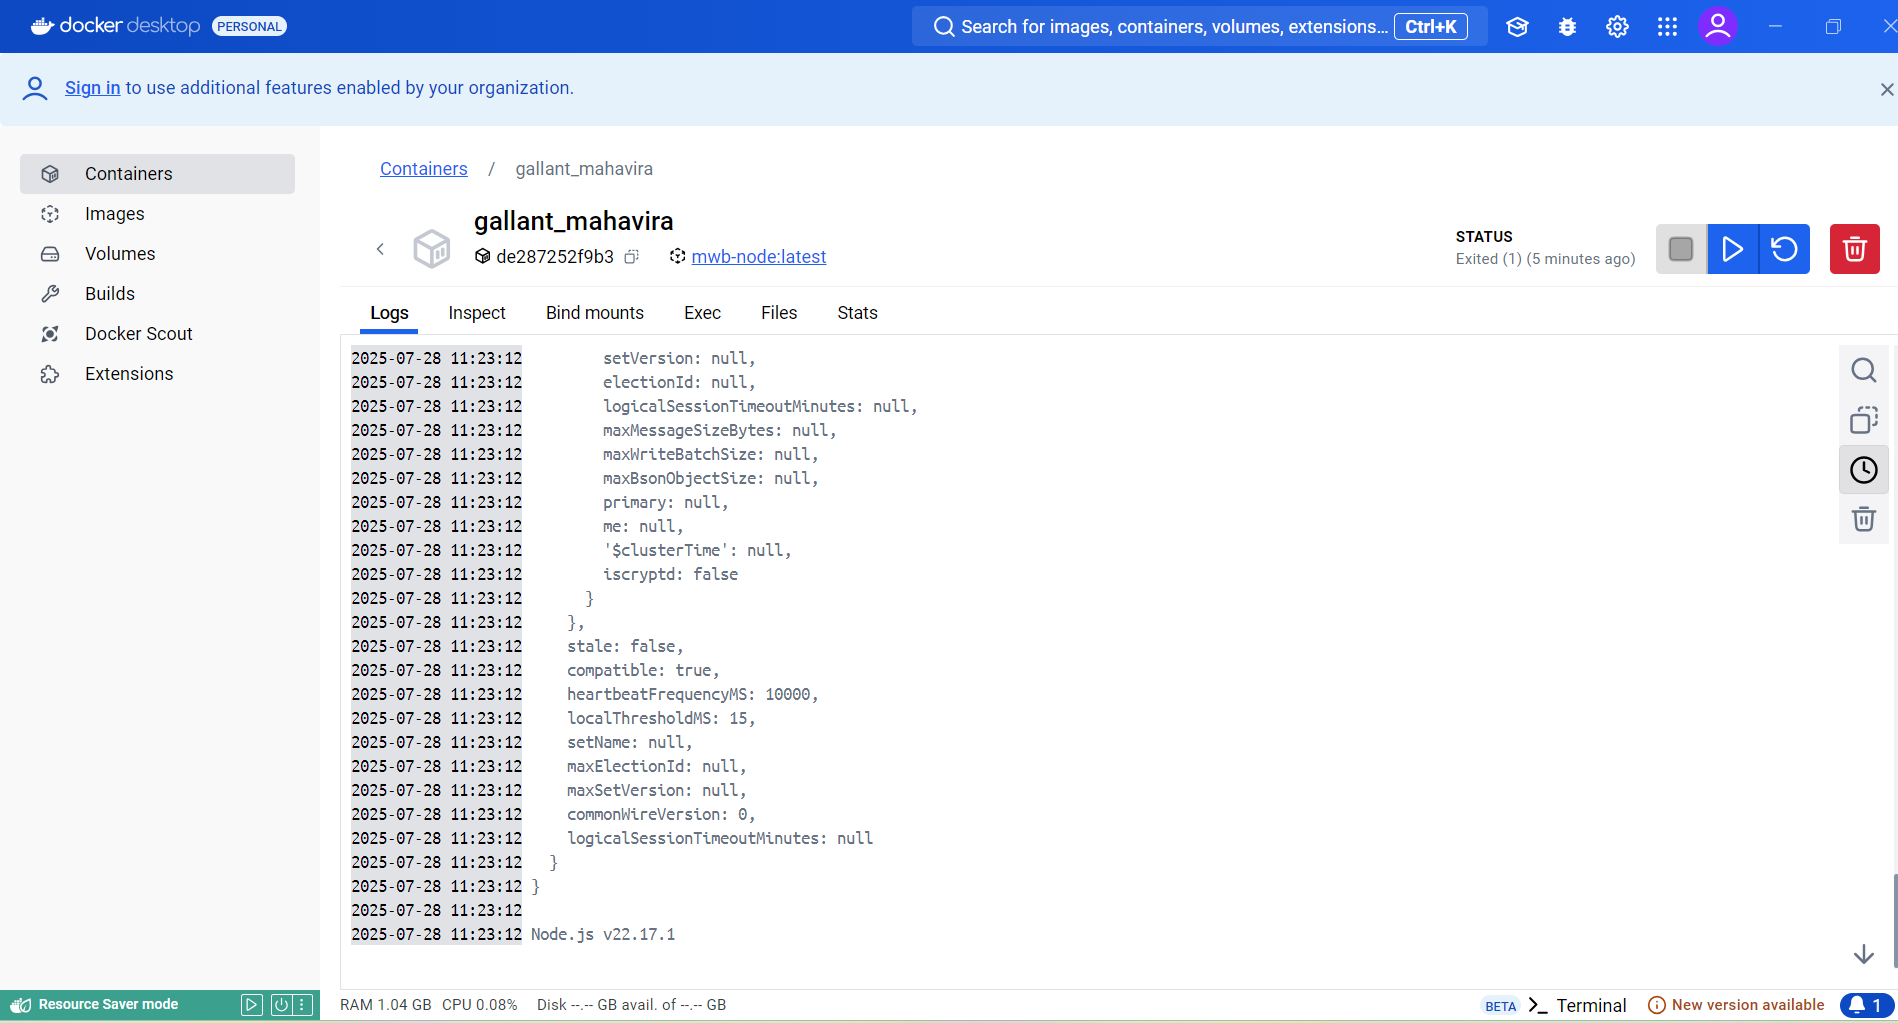 docker desktop PERSONAL
Search for images, containers, volumes, extensions... Ctrl+K
Sign in to use additional features enabled by your organization.
Containers
Images
Volumes
Builds
Docker Scout
Extensions
Containers / gallant_mahavira
gallant_mahavira
de287252f9b3 mwb-node:latest
STATUS
Exited (1) (5 minutes ago)
Logs Inspect Bind mounts Exec Files Stats
2025-07-28 11:23:12 setVersion: null,
2025-07-28 11:23:12 electionId: null,
2025-07-28 11:23:12 logicalSessionTimeoutMinutes: null,
2025-07-28 11:23:12 maxMessageSizeBytes: null,
2025-07-28 11:23:12 maxWriteBatchSize: null,
2025-07-28 11:23:12 maxBsonObjectSize: null,
2025-07-28 11:23:12 primary: null,
2025-07-28 11:23:12 me: null,
2025-07-28 11:23:12 '$clusterTime': null,
2025-07-28 11:23:12 iscryptd: false
2025-07-28 11:23:12 }
2025-07-28 11:23:12 },
2025-07-28 11:23:12 stale: false,
2025-07-28 11:23:12 compatible: true,
2025-07-28 11:23:12 heartbeatFrequencyMS: 10000,
2025-07-28 11:23:12 localThresholdMS: 15,
2025-07-28 11:23:12 setName: null,
2025-07-28 11:23:12 maxElectionId: null,
2025-07-28 11:23:12 maxSetVersion: null,
2025-07-28 11:23:12 commonWireVersion: 0,
2025-07-28 11:23:12 logicalSessionTimeoutMinutes: null
2025-07-28 11:23:12 }
2025-07-28 11:23:12 }
2025-07-28 11:23:12
2025-07-28 11:23:12 Node.js v22.17.1
Resource Saver mode
RAM 1.04 GB CPU 0.08% Disk --.-- GB avail. of --.-- GB
BETA >_ Terminal
New version available
1